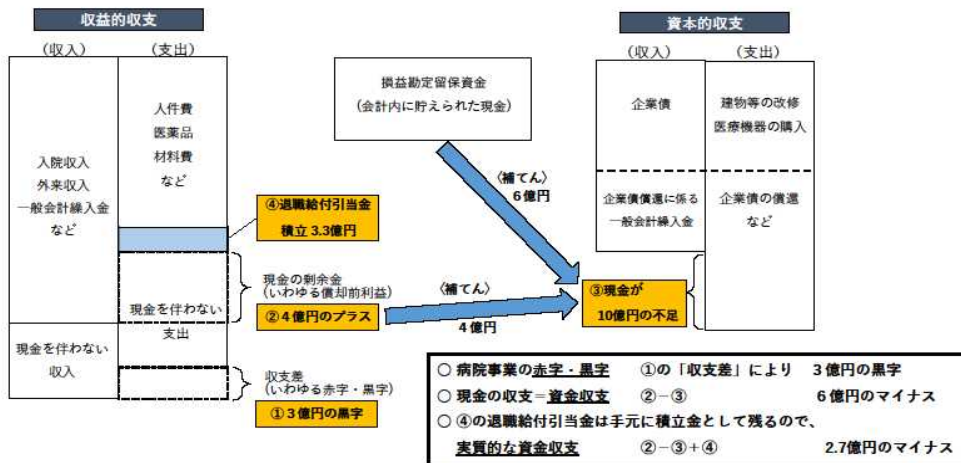 収益的収支
（収入）
（支出）
入院収入
外来収入
一般会計繰入金
など
現金を伴わない
収入
人件費
医薬品
材料費
など
現金を伴わない
支出
④退職給付引当金
積立 3.3億円
現金の剰余金
（いわゆる償却前利益）
②４億円のプラス
収支差
（いわゆる赤字・黒字）
①３億円の黒字
損益勘定留保資金
（会計内に貯えられた現金）
〈補てん〉
６億円
〈補てん〉
４億円
資本的収支
（収入）
（支出）
企業債
企業債償還に係る
一般会計繰入金
建物等の改修
医療機器の購入
企業債の償還
など
③現金が
10億円の不足
○ 病院事業の赤字・黒字 ①の「収支差」により ３億円の黒字
○ 現金の収支＝資金収支 ②－③ ６億円のマイナス
○ ④の退職給付引当金は手元に積立金として残るので、
実質的な資金収支 ②－③＋④ 2.7億円のマイナス